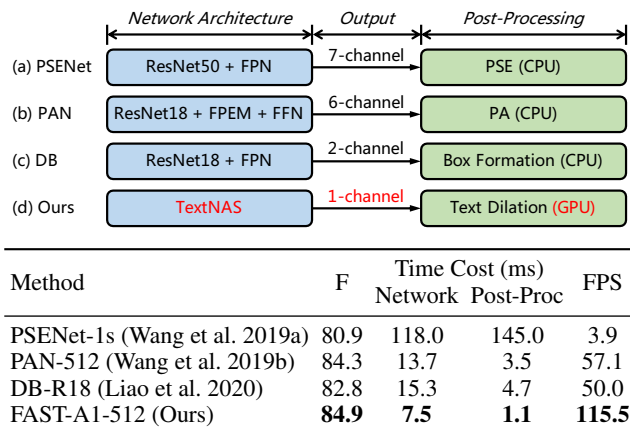 Network Architecture Output Post-Processing
(a) PSENet ResNet50 + FPN 7-channel PSE (CPU)
(b) PAN ResNet18 + FPEM + FFN 6-channel PA (CPU)
(c) DB ResNet18 + FPN 2-channel Box Formation (CPU)
(d) Ours TextNAS 1-channel Text Dilation (GPU)
Method F Time Cost (ms) FPS
Network Post-Proc
PSENet-1s (Wang et al. 2019a) 80.9 118.0 145.0 3.9
PAN-512 (Wang et al. 2019b) 84.3 13.7 3.5 57.1
DB-R18 (Liao et al. 2020) 82.8 15.3 4.7 50.0
FAST-A1-512 (Ours) 84.9 7.5 1.1 115.5